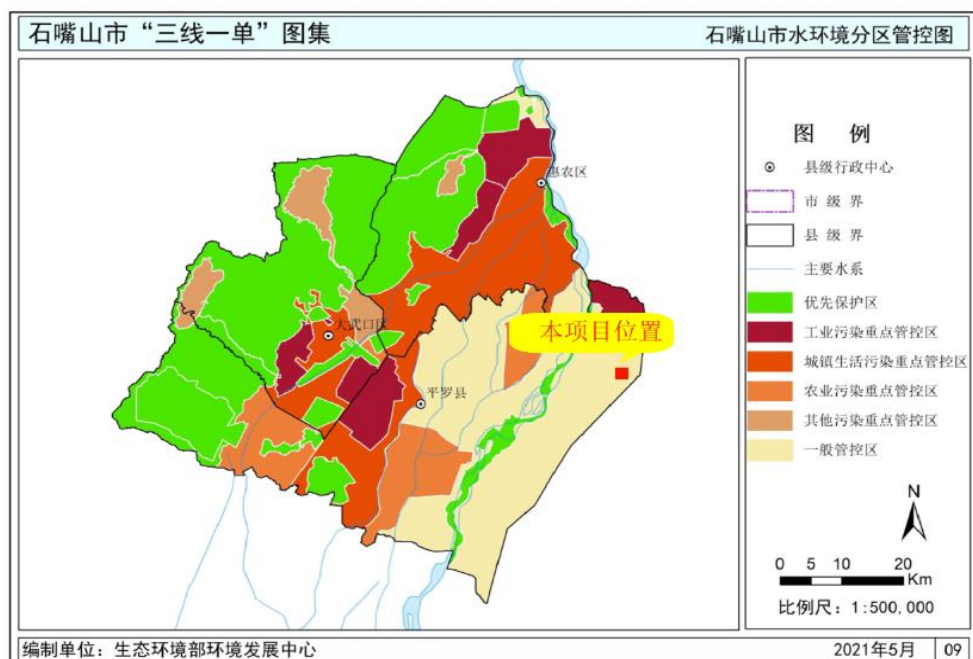 石嘴山市“三线一单”图集
石嘴山市水环境分区管控图
惠农区
大武口区
平罗县
本项目位置
图 例
县级行政中心
市 级 界
县 级 界
主要水系
优先保护区
工业污染重点管控区
城镇生活污染重点管控区
农业污染重点管控区
其他污染重点管控区
一般管控区
N
0 5 10 20
Km
比例尺：1:500,000
编制单位：生态环境部环境发展中心
2021年5月
09